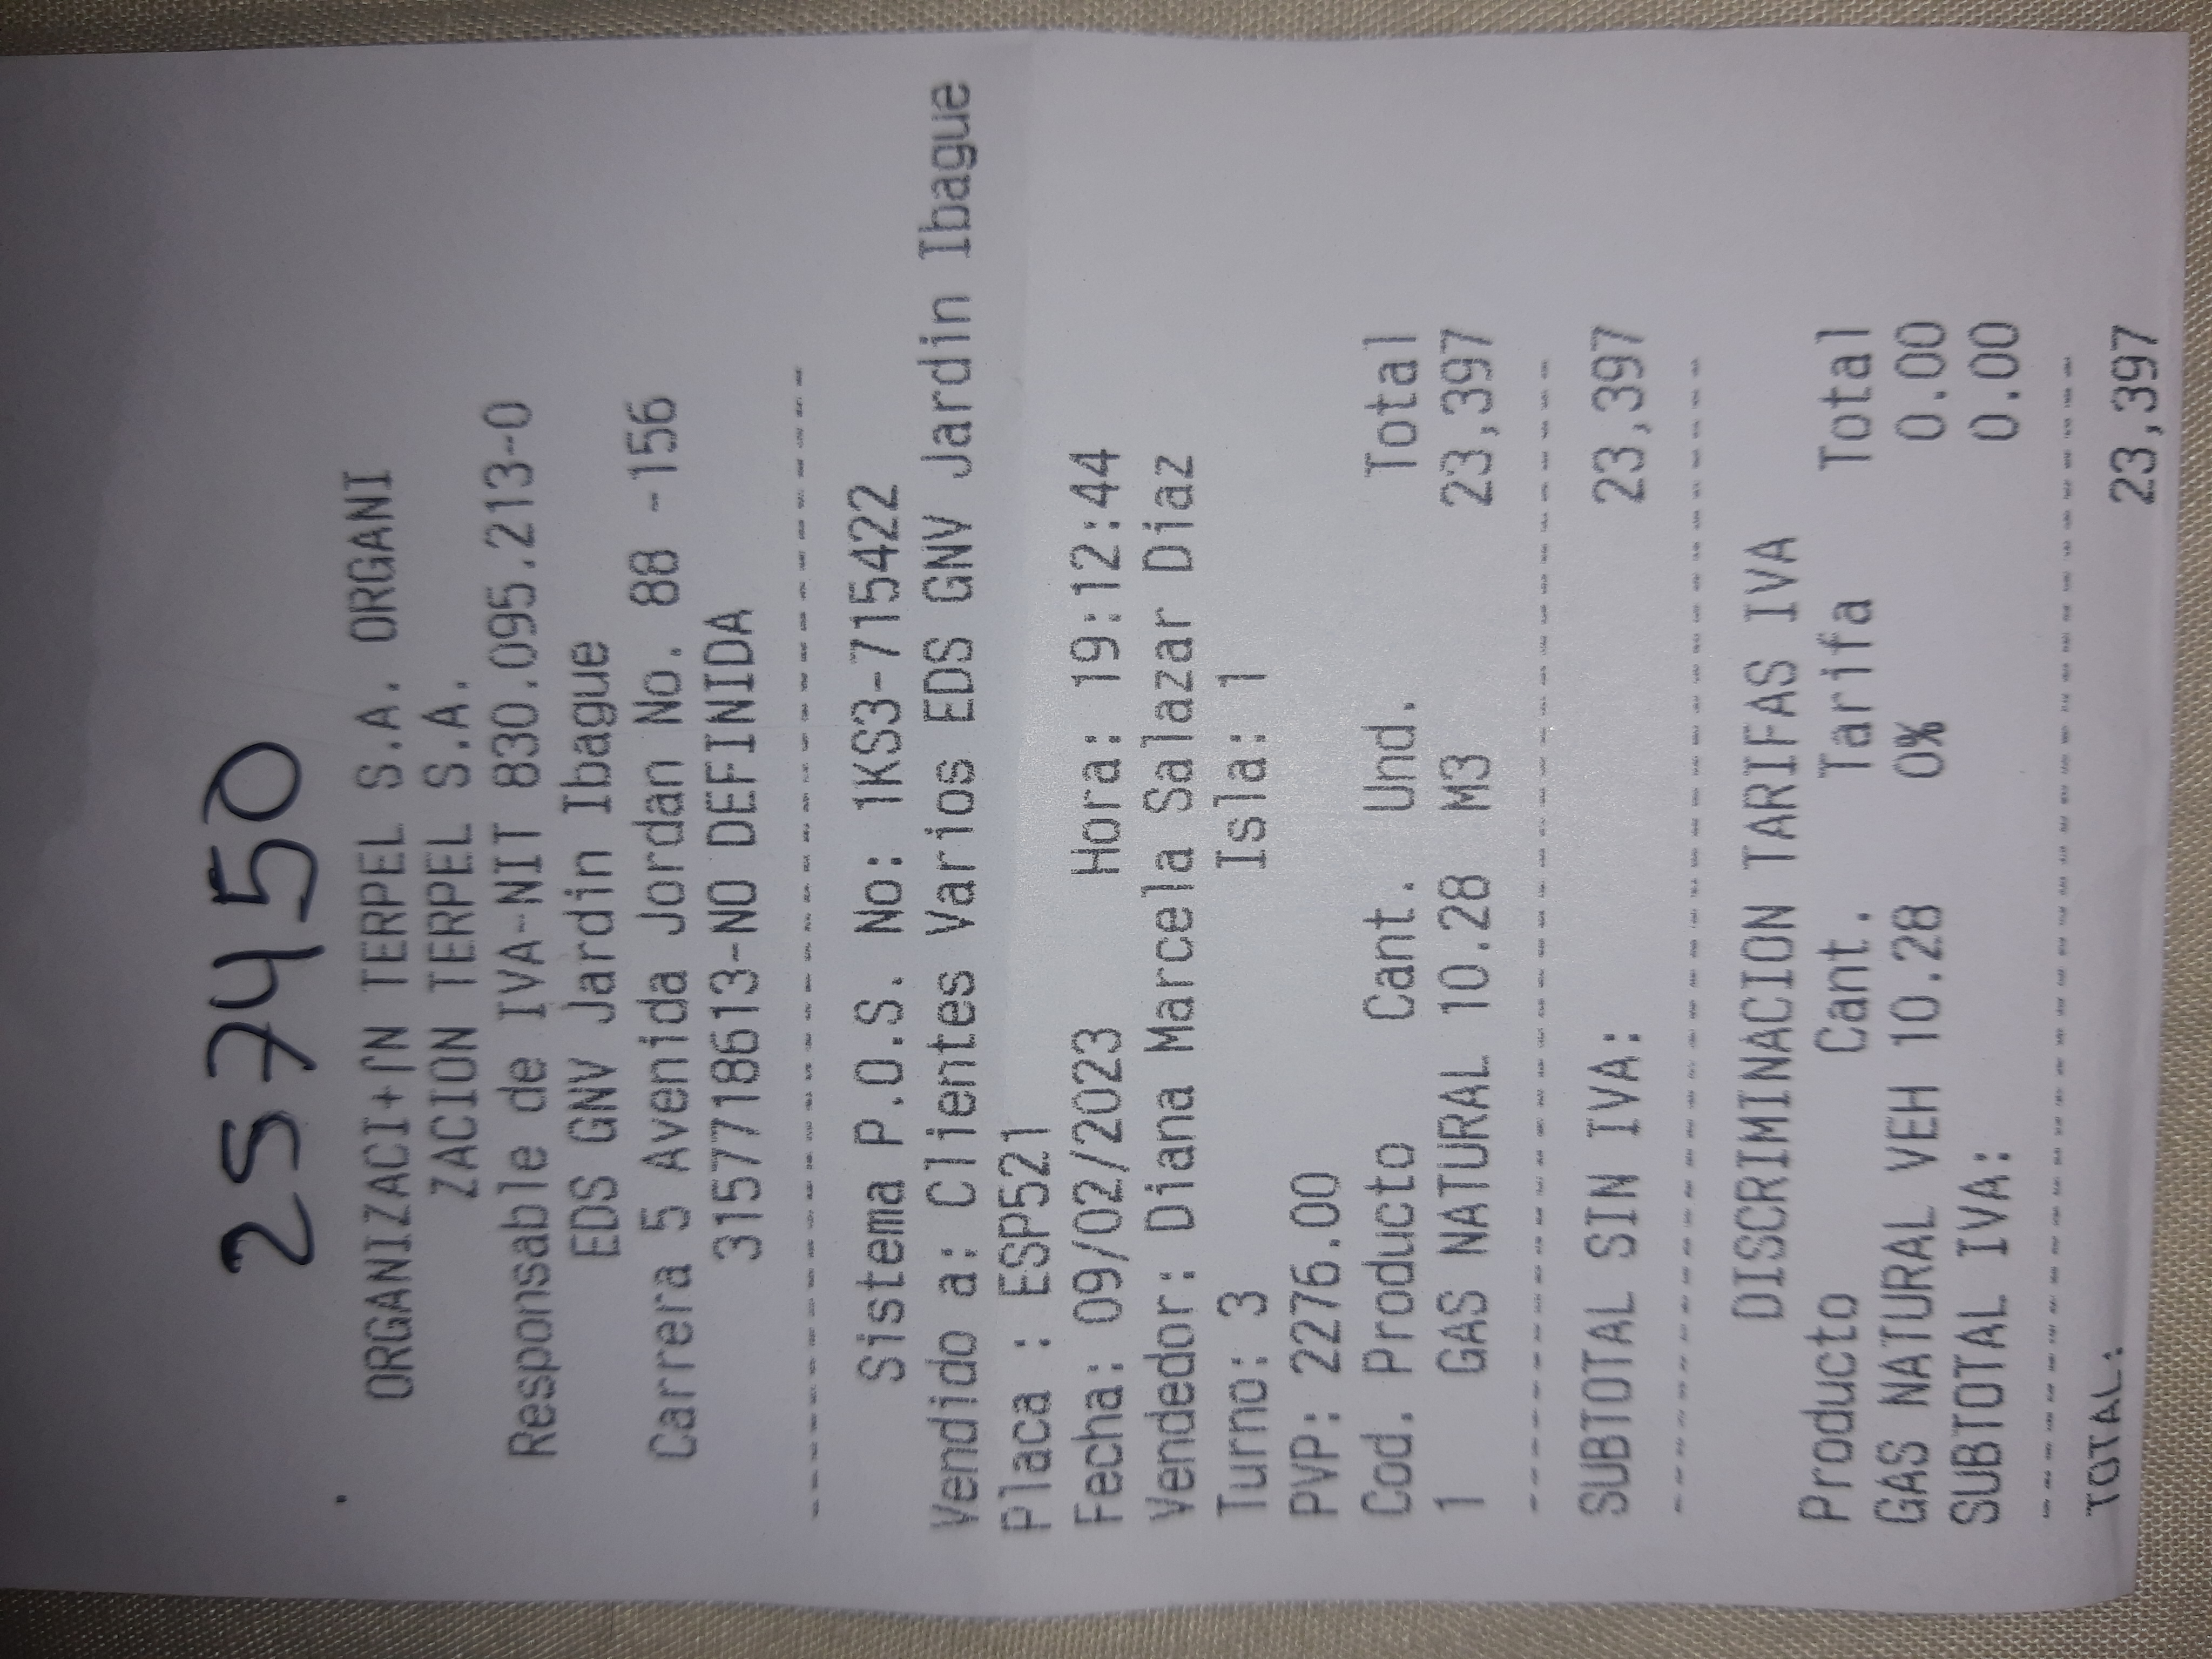 257450
ORGANIZACI+ΓN TERPEL S.A. ORGANI
ZACION TERPEL S.A.
Responsable de IVA-NIT 830.095.213-0
EDS GNV Jardin Ibague
Carrera 5 Avenida Jordan No. 88 -156
3157718613-NO DEFINIDA
--------------------------------
Sistema P.O.S. No: 1KS3-715422
Vendido a: Clientes Varios EDS GNV Jardin Ibague
Placa : ESP521
Fecha: 09/02/2023 Hora: 19:12:44
Vendedor: Diana Marcela Salazar Diaz
Turno: 3 Isla: 1
PVP: 2276.00
Cod. Producto Cant. Und. Total
1 GAS NATURAL 10.28 M3 23,397
--------------------------------
SUBTOTAL SIN IVA: 23,397
--------------------------------
DISCRIMINACION TARIFAS IVA
Producto Cant. Tarifa Total
GAS NATURAL VEH 10.28 0% 0.00
SUBTOTAL IVA: 0.00
--------------------------------
TOTAL: 23,397